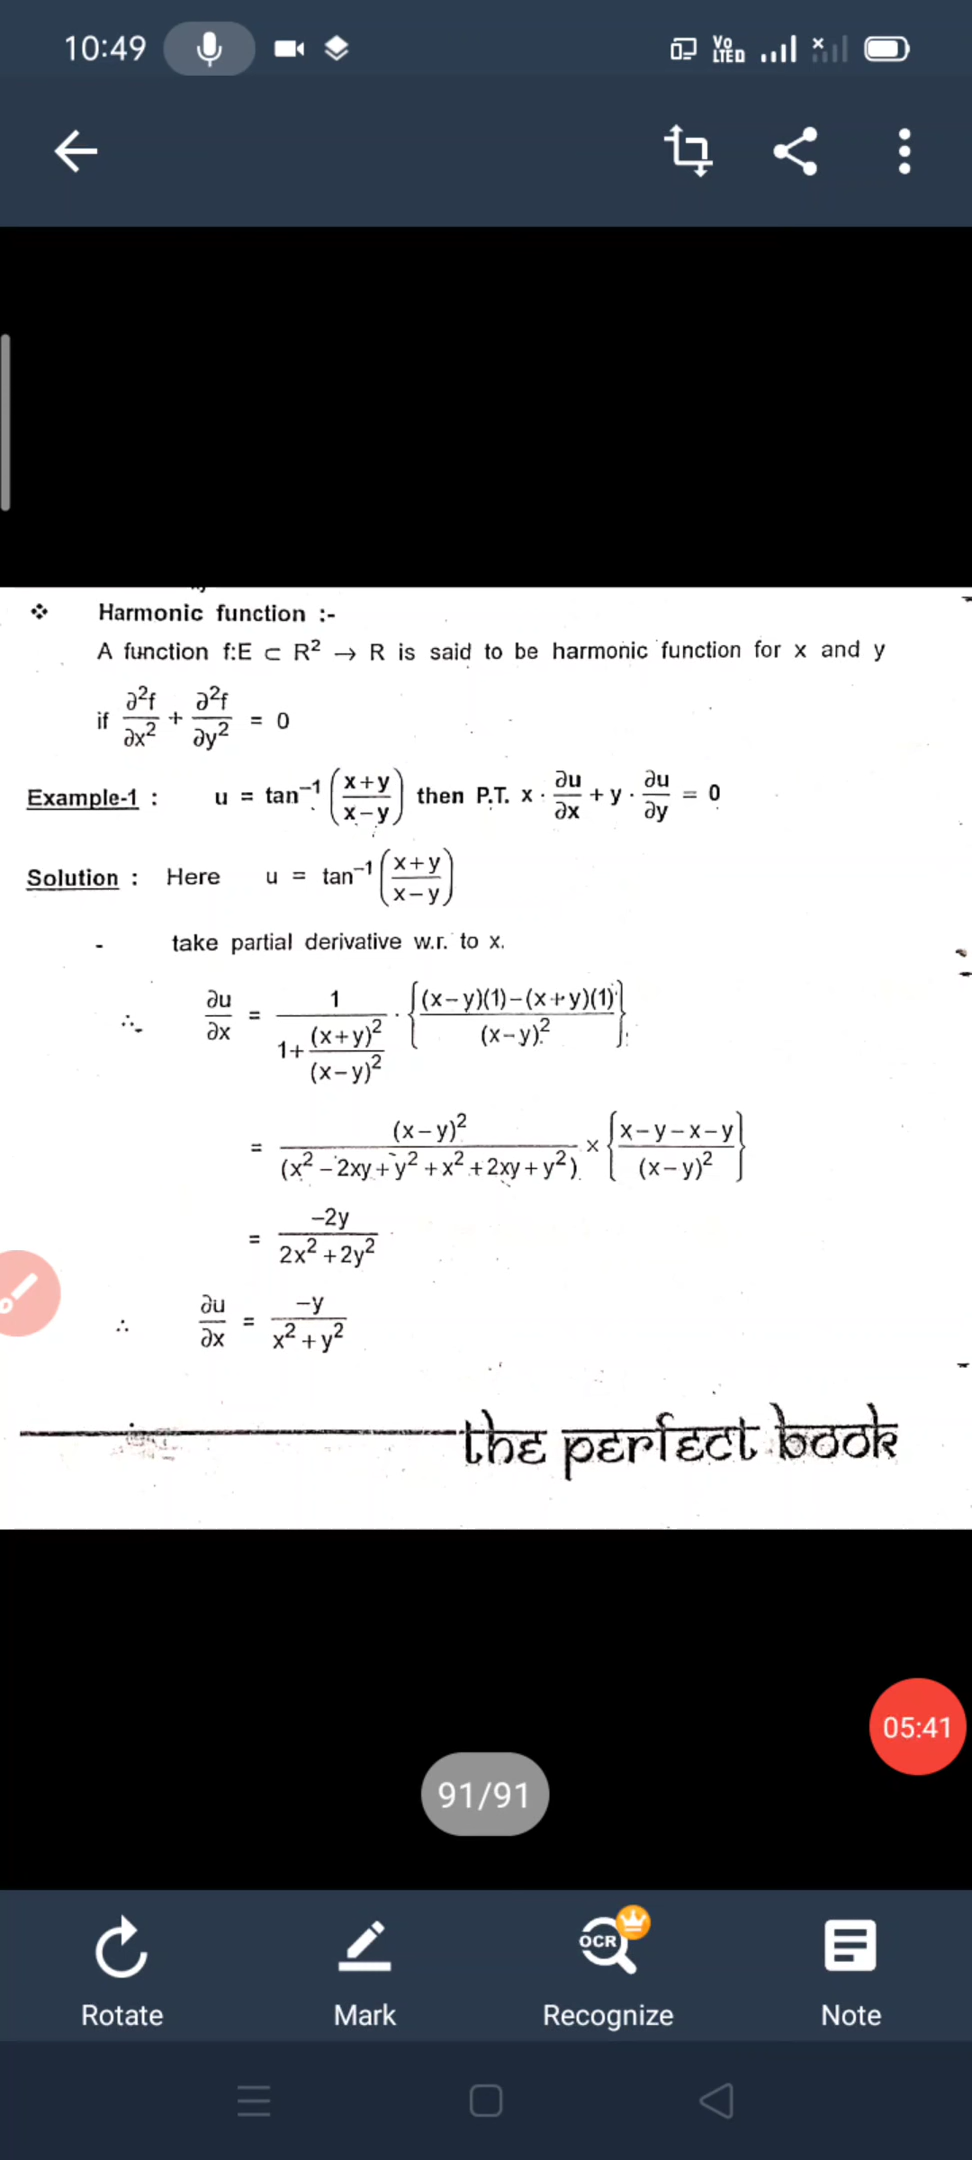 10:49
Vo LTE D
❖ Harmonic function :-
A function f:E ⊂ R² → R is said to be harmonic function for x and y
if ∂²f/∂x² + ∂²f/∂y² = 0
Example-1 : u = tan⁻¹((x+y)/(x−y)) then P.T. x · ∂u/∂x + y · ∂u/∂y = 0
Solution : Here u = tan⁻¹((x+y)/(x−y))
- take partial derivative w.r. to x.
∴ ∂u/∂x = 1/(1+(x+y)²/(x−y)²) · {((x−y)(1)−(x+y)(1))/(x−y)²}
= (x−y)²/(x²−2xy+y²+x²+2xy+y²) × {(x−y−x−y)/(x−y)²}
= −2y/(2x²+2y²)
∴ ∂u/∂x = −y/(x²+y²)
the perfect book
05:41
91/91
OCR
Rotate Mark Recognize Note